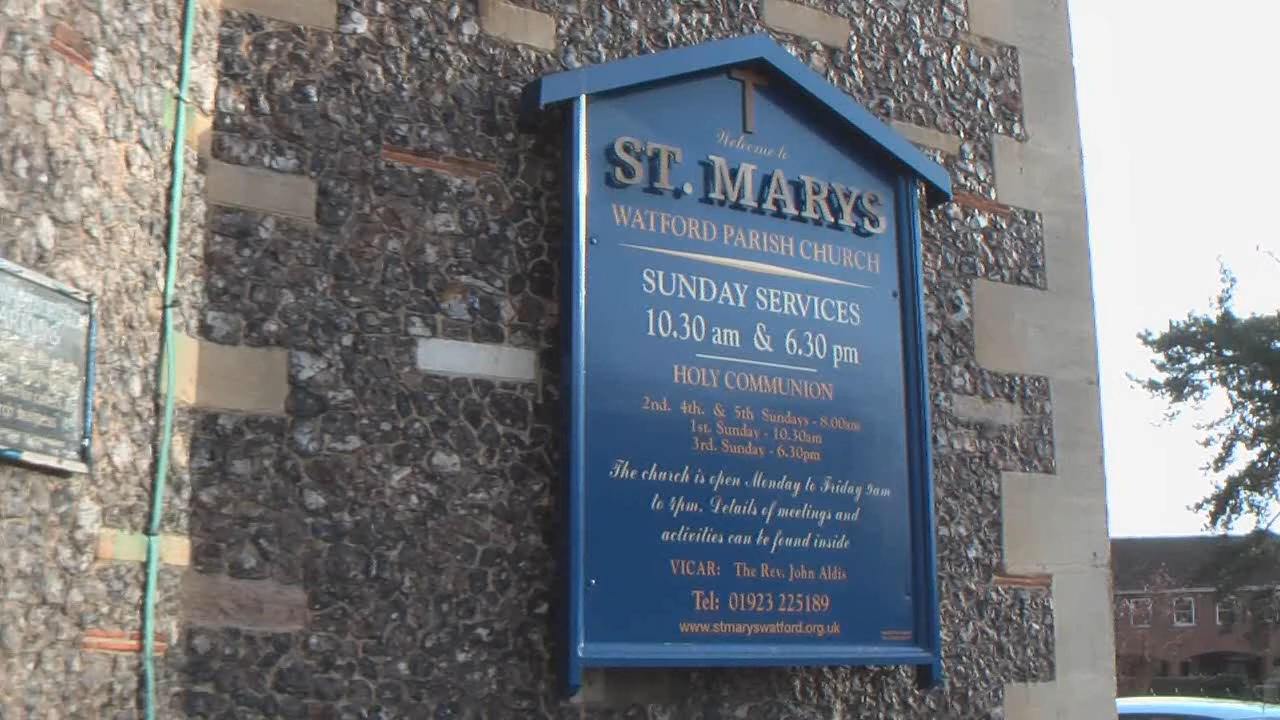 Welcome to
ST. MARYS
WATFORD PARISH CHURCH
SUNDAY SERVICES
10.30 am & 6.30 pm
HOLY COMMUNION
2nd. 4th. & 5th Sundays - 8.00am
1st. Sunday - 10.30am
3rd. Sunday - 6.30pm
The church is open Monday to Friday 9am
to 4pm. Details of meetings and
activities can be found inside
VICAR: The Rev. John Aldis
Tel: 01923 225189
www.stmaryswatford.org.uk